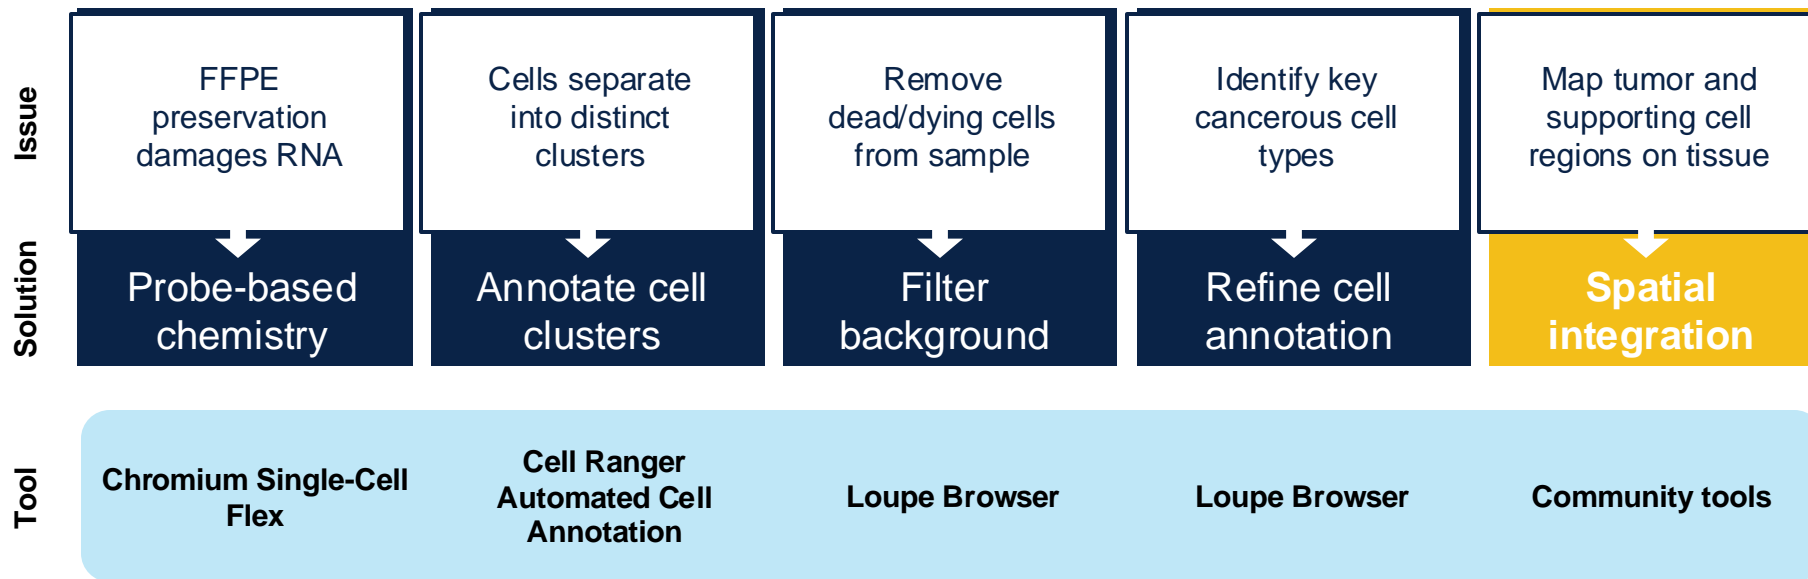 Issue
FFPE
preservation
damages RNA
Cells separate
into distinct
clusters
Remove
dead/dying cells
from sample
Identify key
cancerous cell
types
Map tumor and
supporting cell
regions on tissue
Solution
Probe-based
chemistry
Annotate cell
clusters
Filter
background
Refine cell
annotation
Spatial
integration
Tool
Chromium Single-Cell
Flex
Cell Ranger
Automated Cell
Annotation
Loupe Browser
Loupe Browser
Community tools